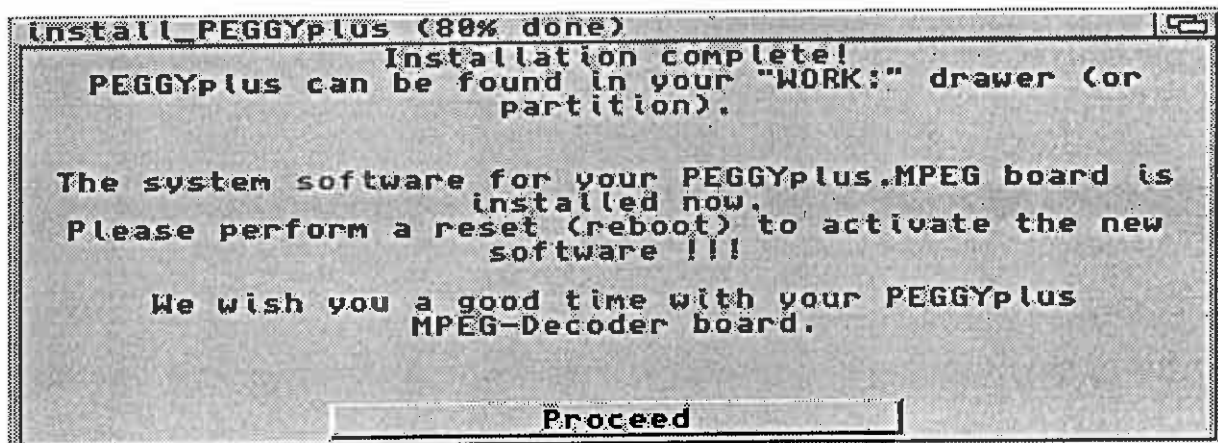 install_PEGGYplus (80% done)
Installation complete!
PEGGYplus can be found in your "WORK:" drawer (or
partition).
The system software for your PEGGYplus.MPEG board is
installed now.
Please perform a reset (reboot) to activate the new
software !!!
We wish you a good time with your PEGGYplus
MPEG-Decoder board.
Proceed